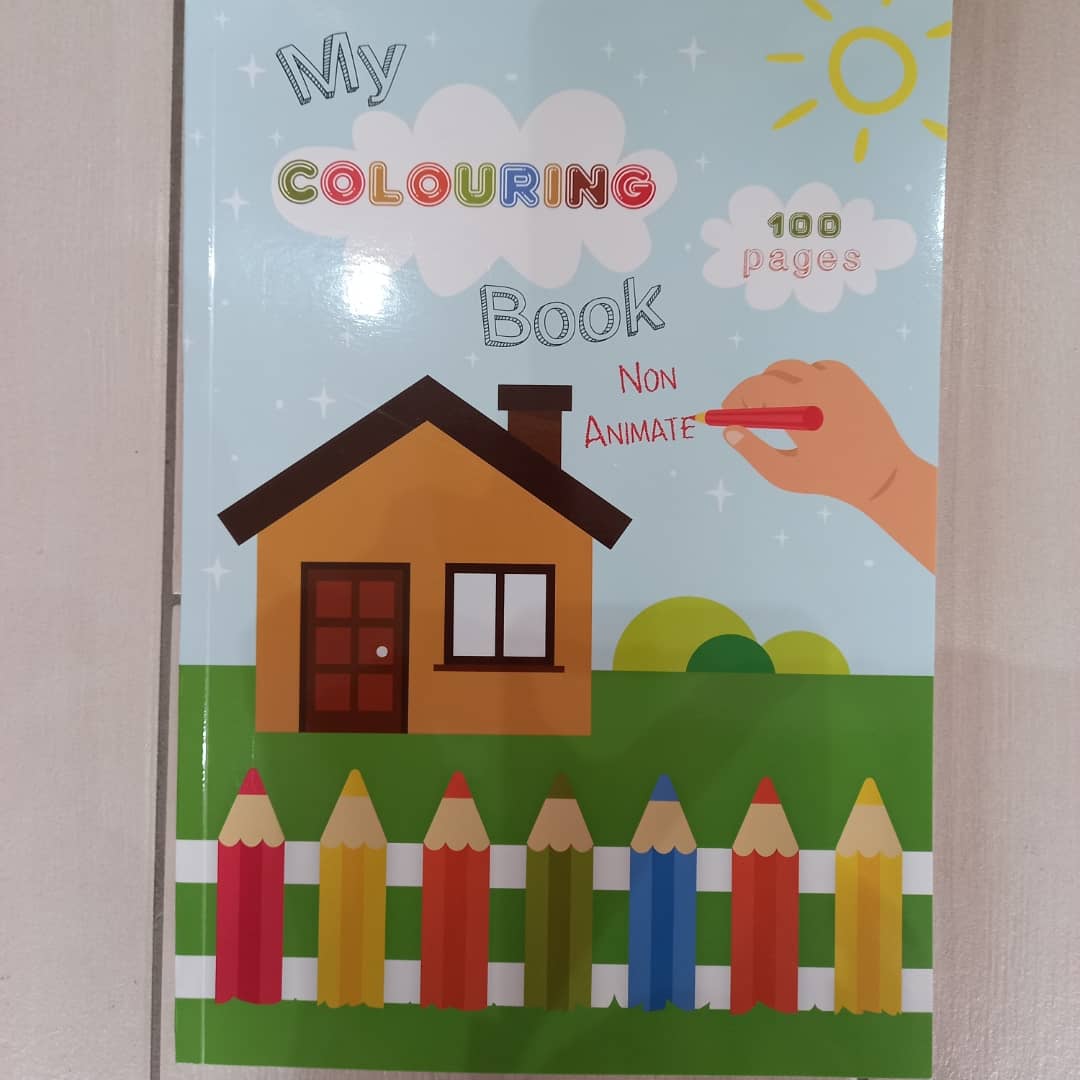 My
COLOURING
Book
100
pages
NON
ANIMATE